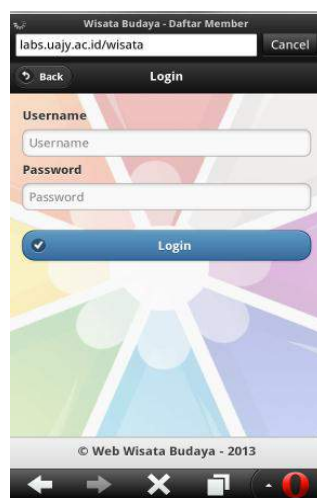 Wisata Budaya - Daftar Member
labs.uajy.ac.id/wisata Cancel
Back Login
Username
Username
Password
Password
Login
© Web Wisata Budaya - 2013